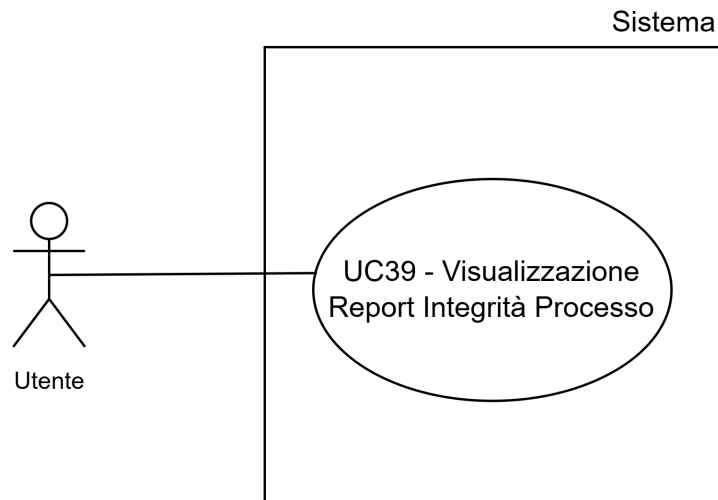 Sistema
UC39 - Visualizzazione
Report Integrità Processo
Utente